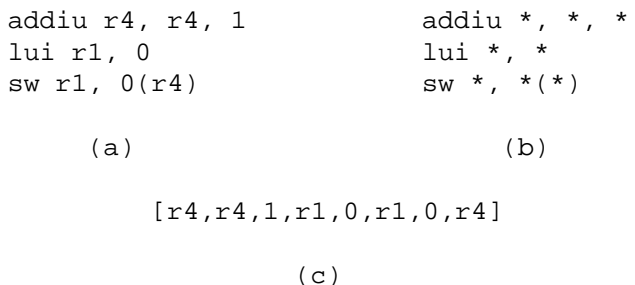 addiu r4, r4, 1
lui r1, 0
sw r1, 0(r4)
(a)
addiu *, *, *
lui *, *
sw *, *(*)
(b)
[r4,r4,1,r1,0,r1,0,r4]
(c)